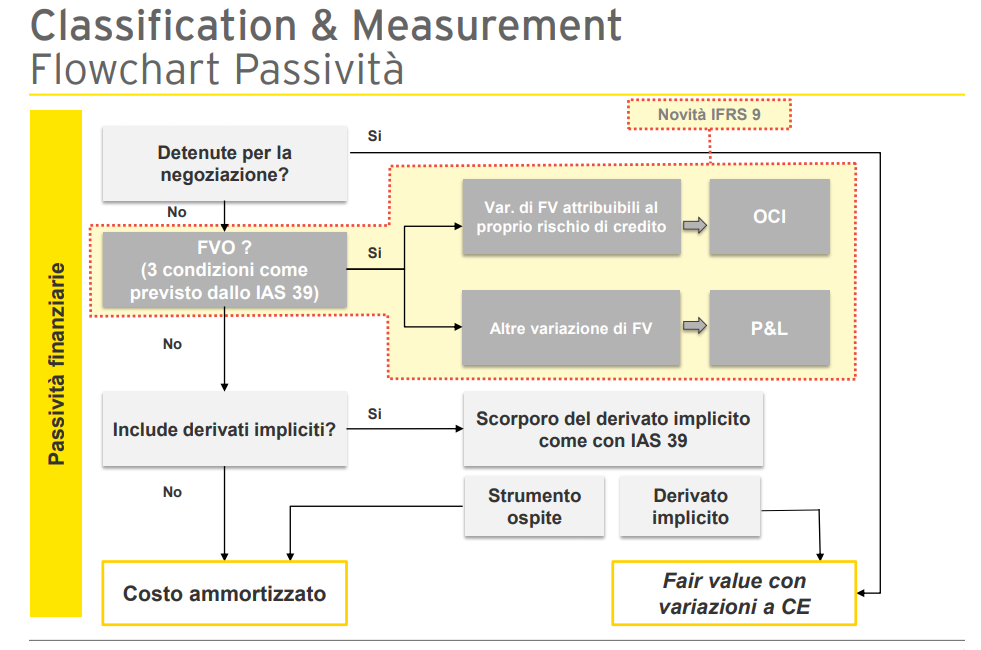 Classification & Measurement
Flowchart Passività
Novità IFRS 9
Passività finanziarie
Detenute per la
negoziazione?
Si
No
FVO ?
(3 condizioni come
previsto dallo IAS 39)
Si
Var. di FV attribuibili al
proprio rischio di credito
OCI
Altre variazione di FV
P&L
No
Include derivati impliciti?
Si
Scorporo del derivato implicito
come con IAS 39
No
Strumento
ospite
Derivato
implicito
Costo ammortizzato
Fair value con
variazioni a CE